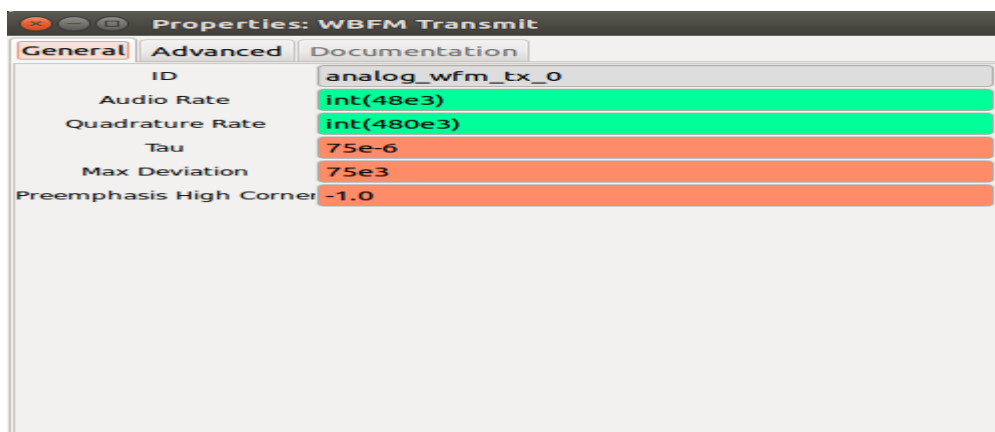 Properties: WBFM Transmit
General Advanced Documentation
ID analog_wfm_tx_0
Audio Rate int(48e3)
Quadrature Rate int(480e3)
Tau 75e-6
Max Deviation 75e3
Preemphasis High Corner -1.0